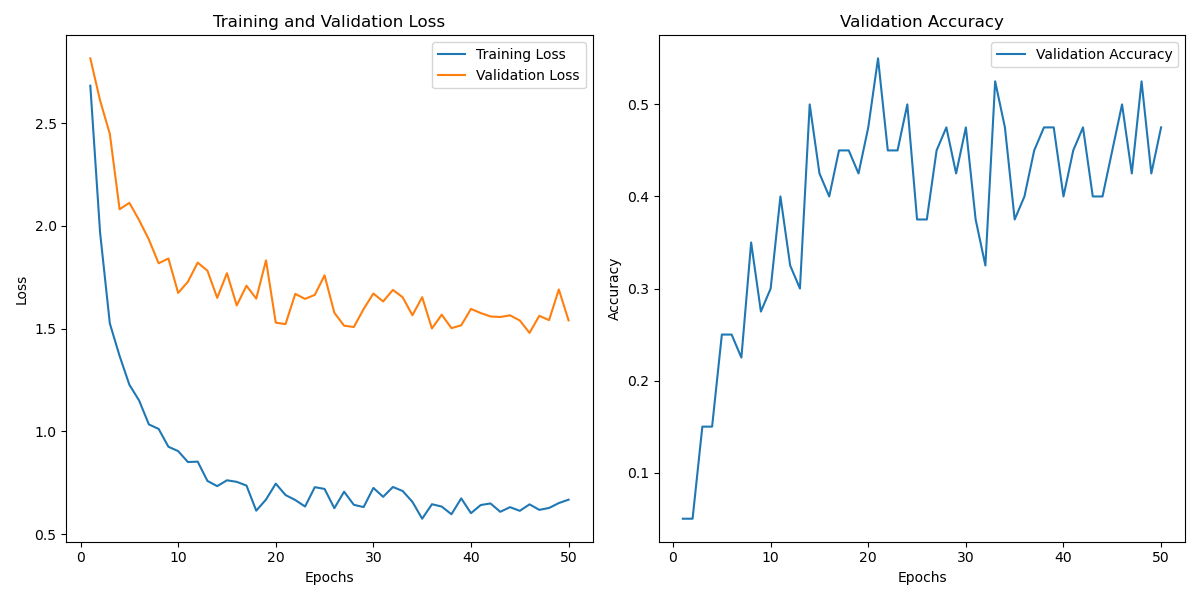 Training and Validation Loss
Training Loss
Validation Loss
2.5
2.0
1.5
1.0
0.5
Loss
0 10 20 30 40 50
Epochs
Validation Accuracy
Validation Accuracy
0.5
0.4
0.3
0.2
0.1
Accuracy
0 10 20 30 40 50
Epochs